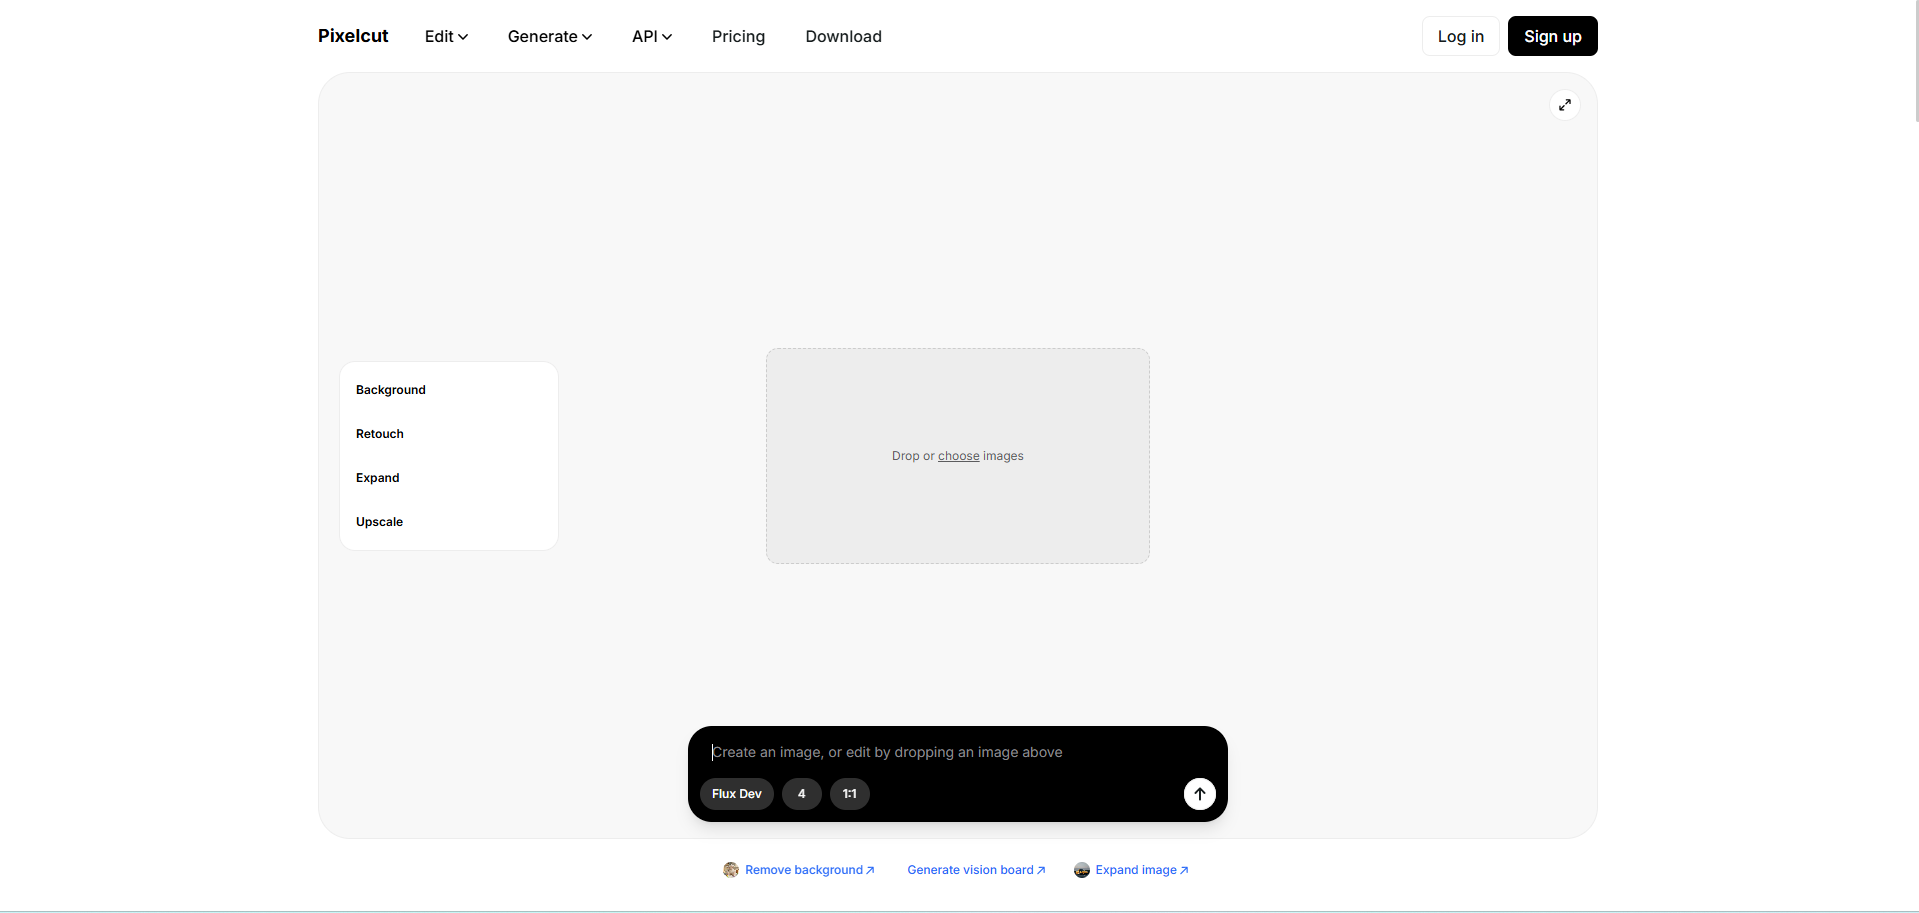 Pixelcut Edit Generate API Pricing Download Log in Sign up
Background
Retouch
Expand
Upscale
Drop or choose images
Create an image, or edit by dropping an image above
Flux Dev 4 1:1
Remove background Generate vision board Expand image